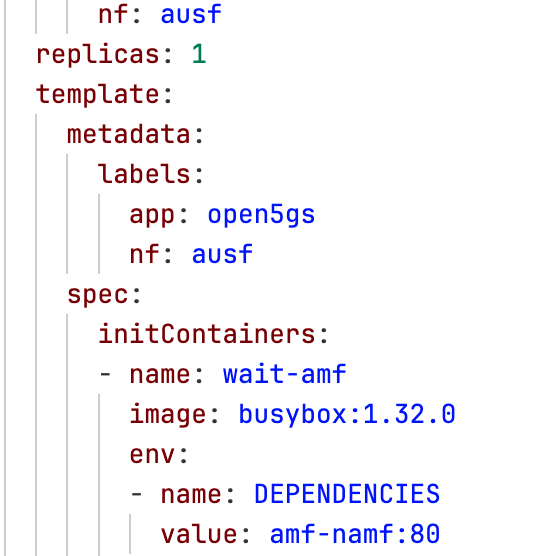 nf: ausf
replicas: 1
template:
metadata:
labels:
app: open5gs
nf: ausf
spec:
initContainers:
- name: wait-amf
image: busybox:1.32.0
env:
- name: DEPENDENCIES
value: amf-namf:80